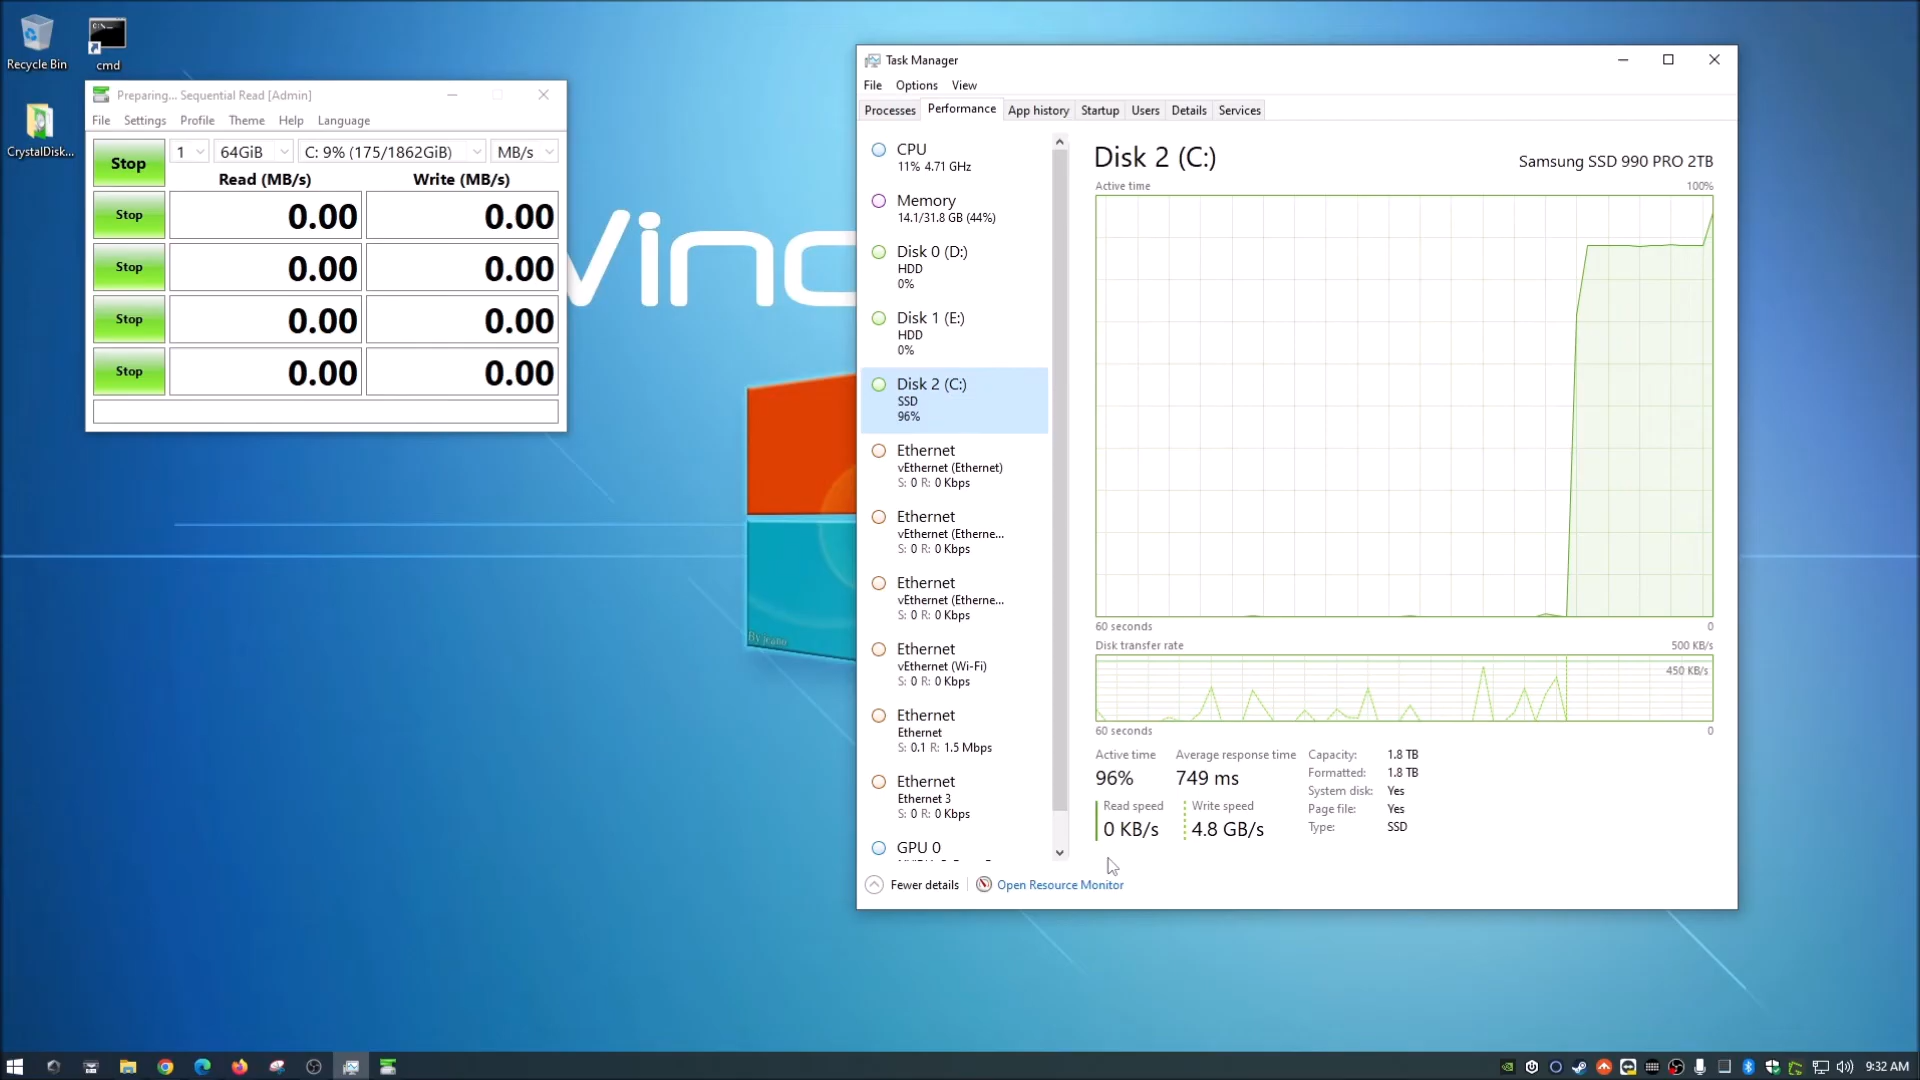 Recycle Bin
cmd
CrystalDisk...
Preparing... Sequential Read [Admin]
File Settings Profile Theme Help Language
Stop 1 64GiB C: 9% (175/1862GiB) MB/s
Read (MB/s) Write (MB/s)
Stop 0.00 0.00
Stop 0.00 0.00
Stop 0.00 0.00
Stop 0.00 0.00
Task Manager
File Options View
Processes Performance App history Startup Users Details Services
CPU
11% 4.71 GHz
Memory
14.1/31.8 GB (44%)
Disk 0 (D:)
HDD
0%
Disk 1 (E:)
HDD
0%
Disk 2 (C:)
SSD
96%
Ethernet
vEthernet (Ethernet)
S: 0 R: 0 Kbps
Ethernet
vEthernet (Etherne...
S: 0 R: 0 Kbps
Ethernet
vEthernet (Etherne...
S: 0 R: 0 Kbps
Ethernet
vEthernet (Wi-Fi)
S: 0 R: 0 Kbps
Ethernet
Ethernet
S: 0.1 R: 1.5 Mbps
Ethernet
Ethernet 3
S: 0 R: 0 Kbps
GPU 0
Disk 2 (C:) Samsung SSD 990 PRO 2TB
Active time 100%
60 seconds 0
Disk transfer rate 500 KB/s
450 KB/s
60 seconds 0
Active time Average response time
96% 749 ms
Read speed Write speed
0 KB/s 4.8 GB/s
Capacity: 1.8 TB
Formatted: 1.8 TB
System disk: Yes
Page file: Yes
Type: SSD
Fewer details Open Resource Monitor
9:32 AM